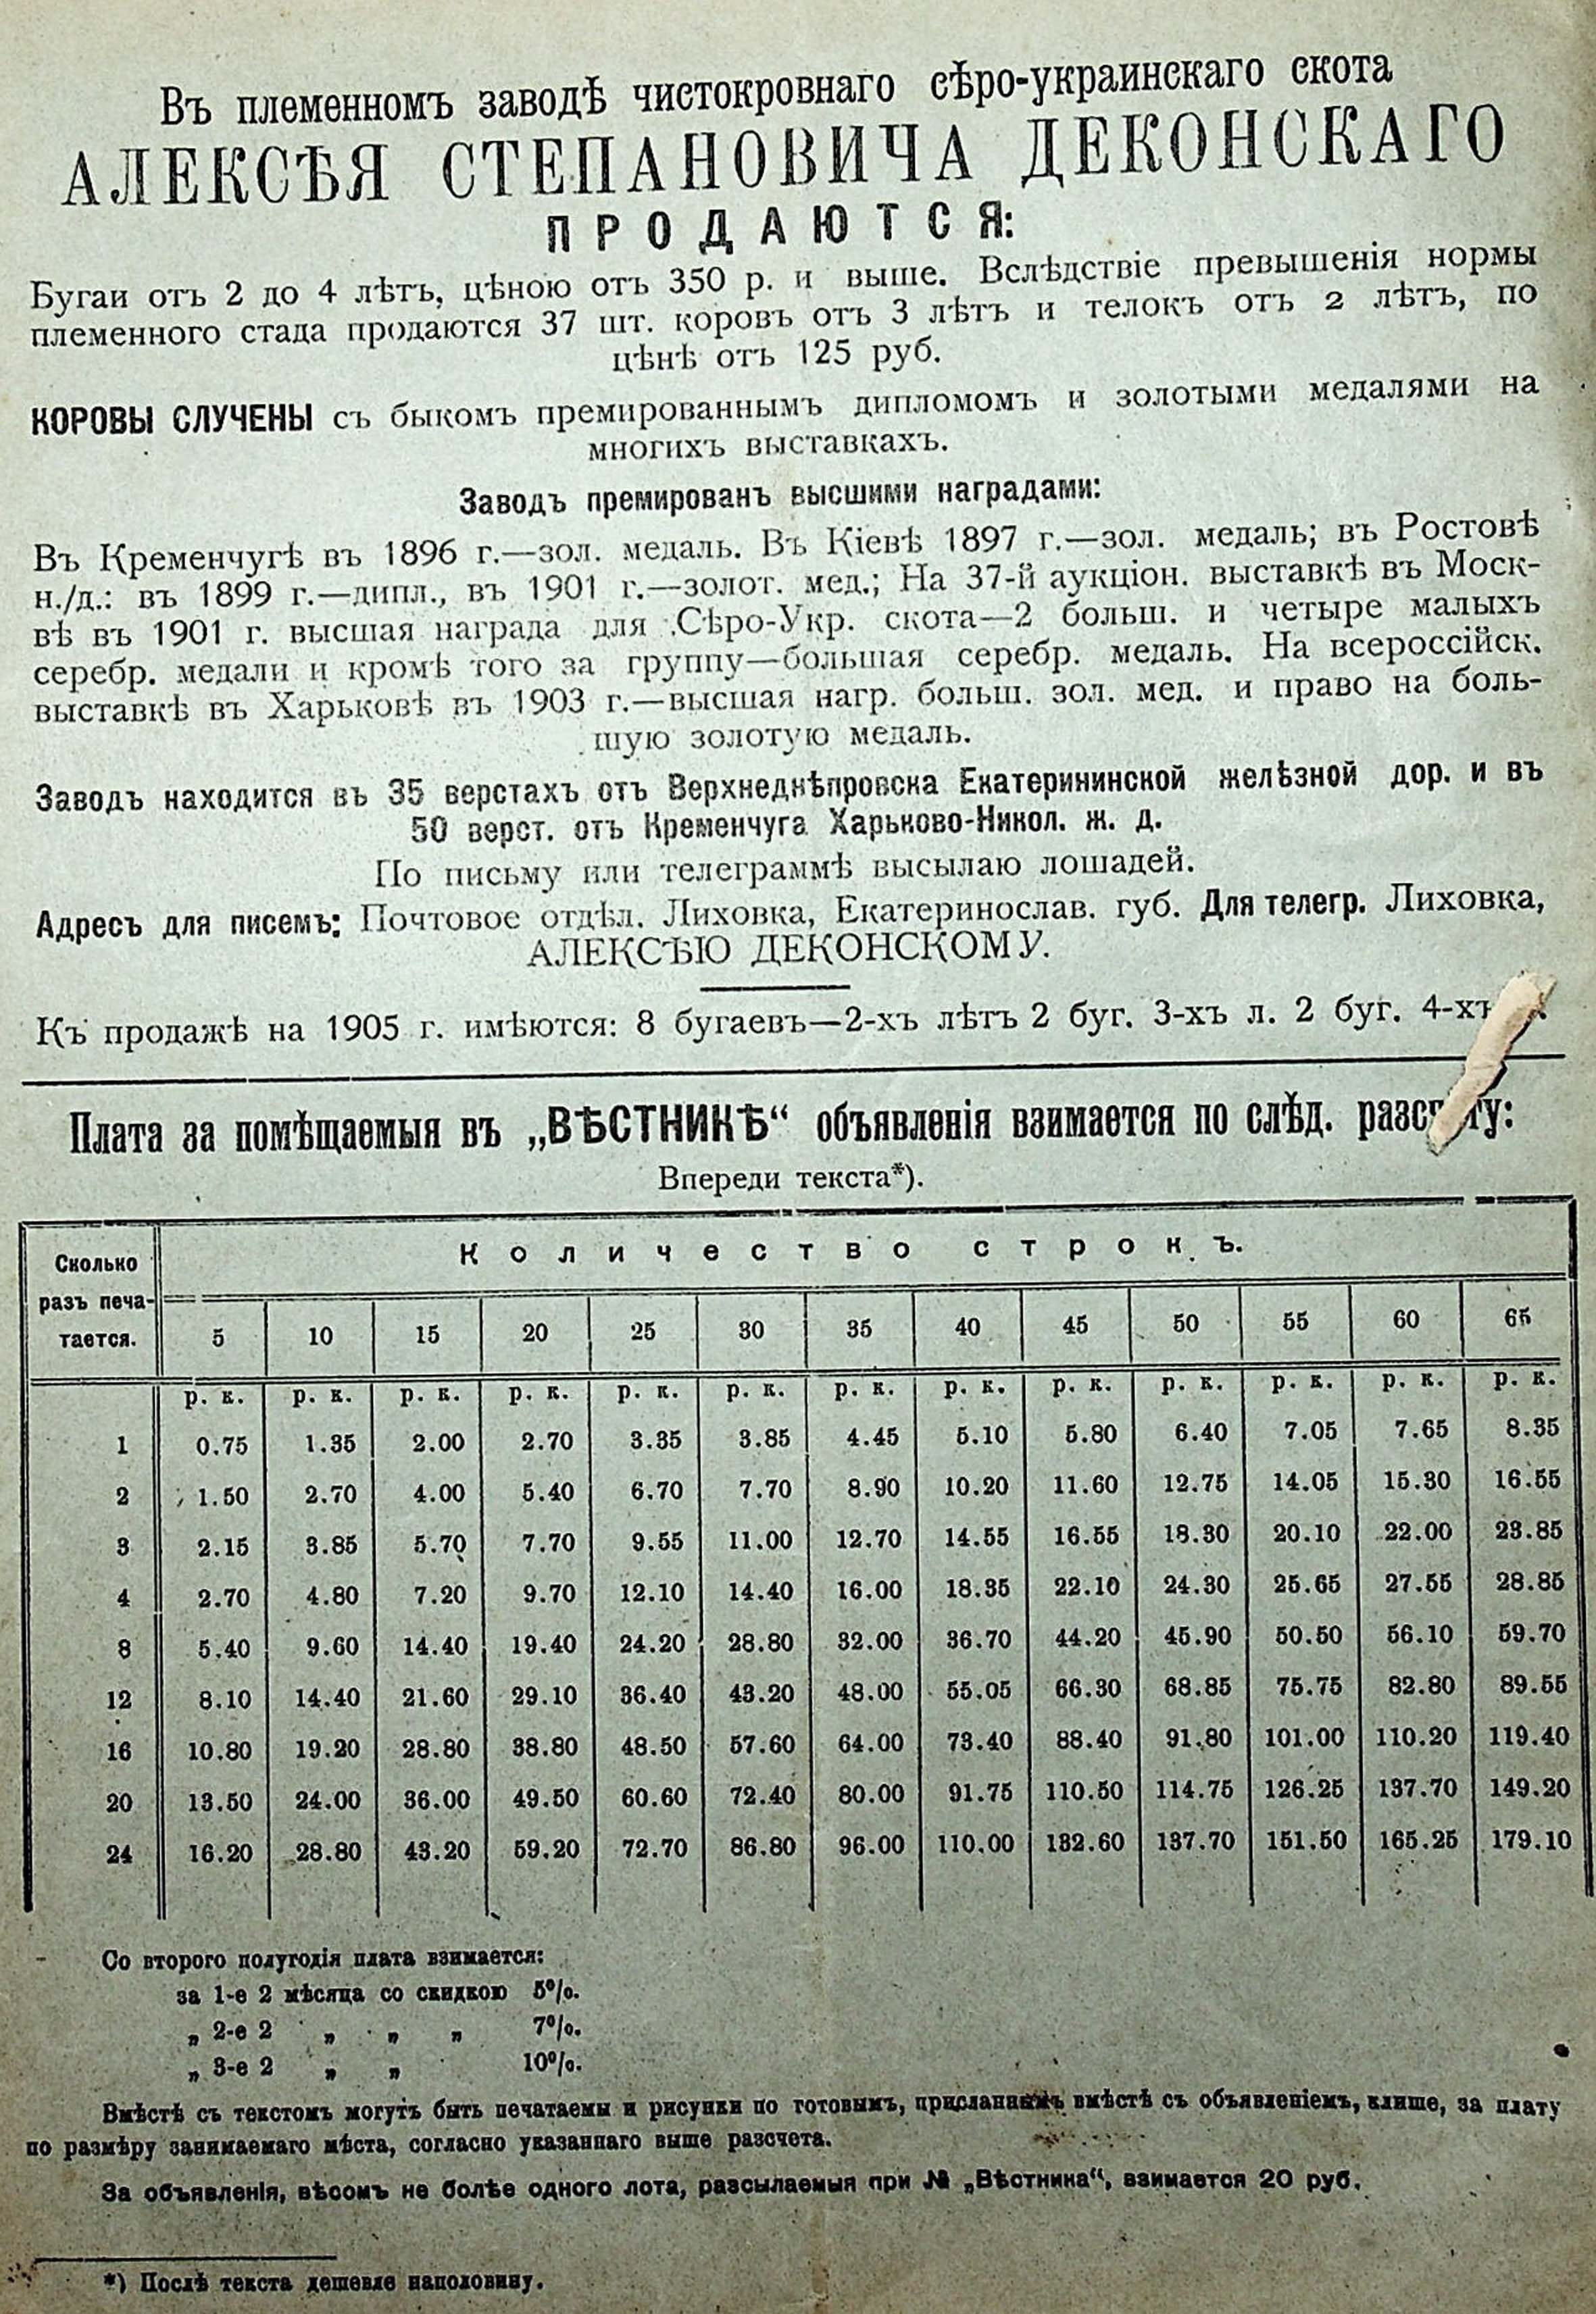 Въ племенномъ заводѣ чистокровнаго сѣро-украинскаго скота
АЛЕКСѢЯ СТЕПАНОВИЧА ДЕКОНСКАГО
ПРОДАЮТСЯ:
Бугаи отъ 2 до 4 лѣтъ, цѣною отъ 350 р. и выше. Вслѣдствіе превышенія нормы
племенного стада продаются 37 шт. коровъ отъ 3 лѣтъ и телокъ отъ 2 лѣтъ, по
цѣнѣ отъ 125 руб.
КОРОВЫ СЛУЧЕНЫ съ быкомъ премированнымъ дипломомъ и золотыми медалями на
многихъ выставкахъ.
Заводъ премированъ высшими наградами:
Въ Кременчугѣ въ 1896 г.—зол. медаль. Въ Кіевѣ 1897 г.—зол. медаль; въ Ростовѣ
н./д.: въ 1899 г.—дипл., въ 1901 г.—золот. мед.; На 37-й аукціон. выставкѣ въ Моск-
вѣ въ 1901 г. высшая награда для Сѣро-Укр. скота—2 больш. и четыре малыхъ
серебр. медали и кромѣ того за группу—большая серебр. медаль. На всероссійск.
выставкѣ въ Харьковѣ въ 1903 г.—высшая нагр. больш. зол. мед. и право на боль-
шую золотую медаль.
Заводъ находится въ 35 верстахъ отъ Верхнеднѣпровска Екатерининской желѣзной дор. и въ
50 верст. отъ Кременчуга Харьково-Никол. ж. д.
По письму или телеграммѣ высылаю лошадей.
Адресъ для писемъ: Почтовое отдѣл. Лиховка, Екатеринослав. губ. Для телегр. Лиховка,
АЛЕКСѢЮ ДЕКОНСКОМУ.
Къ продажѣ на 1905 г. имѣются: 8 бугаевъ—2-хъ лѣтъ 2 буг. 3-хъ л. 2 буг. 4-хъ
Плата за помѣщаемыя въ „ВѢСТНИКѢ“ объявленія взимается по слѣд.
Впереди текста*).
Сколько
разъ печа-
тается.
Количество строкъ.
5 10 15 20 25 30 35 40 45 50 55 60 65
р. к. р. к. р. к. р. к. р. к. р. к. р. к. р. к. р. к. р. к. р. к. р. к. р. к.
1 0.75 1.35 2.00 2.70 3.35 3.85 4.45 5.10 5.80 6.40 7.05 7.65 8.35
2 1.50 2.70 4.00 5.40 6.70 7.70 8.90 10.20 11.60 12.75 14.05 15.30 16.55
3 2.15 3.85 5.70 7.70 9.55 11.00 12.70 14.55 16.55 18.30 20.10 22.00 23.85
4 2.70 4.80 7.20 9.70 12.10 14.40 16.00 18.35 22.10 24.30 25.65 27.55 28.85
8 5.40 9.60 14.40 19.40 24.20 28.80 32.00 36.70 44.20 45.90 50.50 56.10 59.70
12 8.10 14.40 21.60 29.10 36.40 43.20 48.00 55.05 66.30 68.85 75.75 82.80 89.55
16 10.80 19.20 28.80 38.80 48.50 57.60 64.00 73.40 88.40 91.80 101.00 110.20 119.40
20 13.50 24.00 36.00 49.50 60.60 72.40 80.00 91.75 110.50 114.75 126.25 137.70 149.20
24 16.20 28.80 43.20 59.20 72.70 86.80 96.00 110.00 132.60 137.70 151.50 165.25 179.10
Со второго полугодія плата взимается:
за 1-е 2 мѣсяца со скидкою 5%.
„ 2-е 2 „ „ „ 7%.
„ 3-е 2 „ „ 10%.
Вмѣстѣ съ текстомъ могутъ быть печатаемы и рисунки по готовымъ, присланнымъ вмѣстѣ съ объявленіемъ, клише, за плату
по размѣру занимаемаго мѣста, согласно указаннаго выше разсчета.
За объявленія, вѣсомъ не болѣе одного лота, разсылаемыя при № „Вѣстника“, взимается 20 руб.
*) Послѣ текста дешевле наполовину.